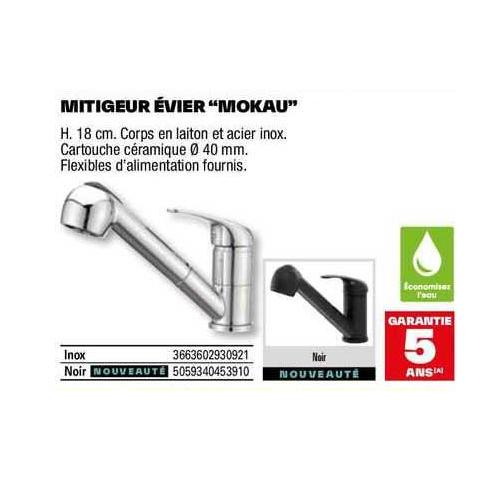 MITIGEUR ÉVIER “MOKAU”
H. 18 cm. Corps en laiton et acier inox.
Cartouche céramique Ø 40 mm.
Flexibles d’alimentation fournis.
Économisez
l’eau
GARANTIE
5
ANS [A]
Inox 3663602930921
Noir NOUVEAUTÉ 5059340453910
Noir
NOUVEAUTÉ